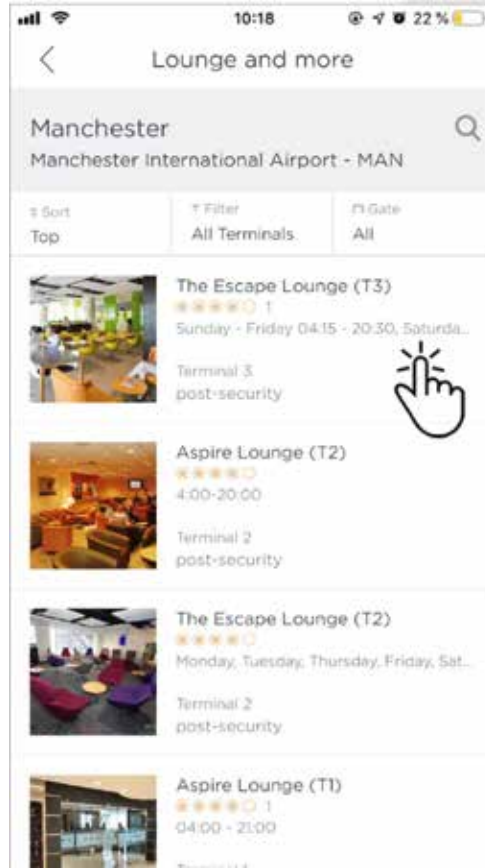 10:18
22 %
Lounge and more
Manchester
Manchester International Airport - MAN
Sort
Filter
Gate
Top
All Terminals
All
The Escape Lounge (T3)
1
Sunday - Friday 04:15 - 20:30, Saturda...
Terminal 3
post-security
Aspire Lounge (T2)
4:00-20:00
Terminal 2
post-security
The Escape Lounge (T2)
Monday, Tuesday, Thursday, Friday, Sat...
Terminal 2
post-security
Aspire Lounge (T1)
1
04:00 - 21:00